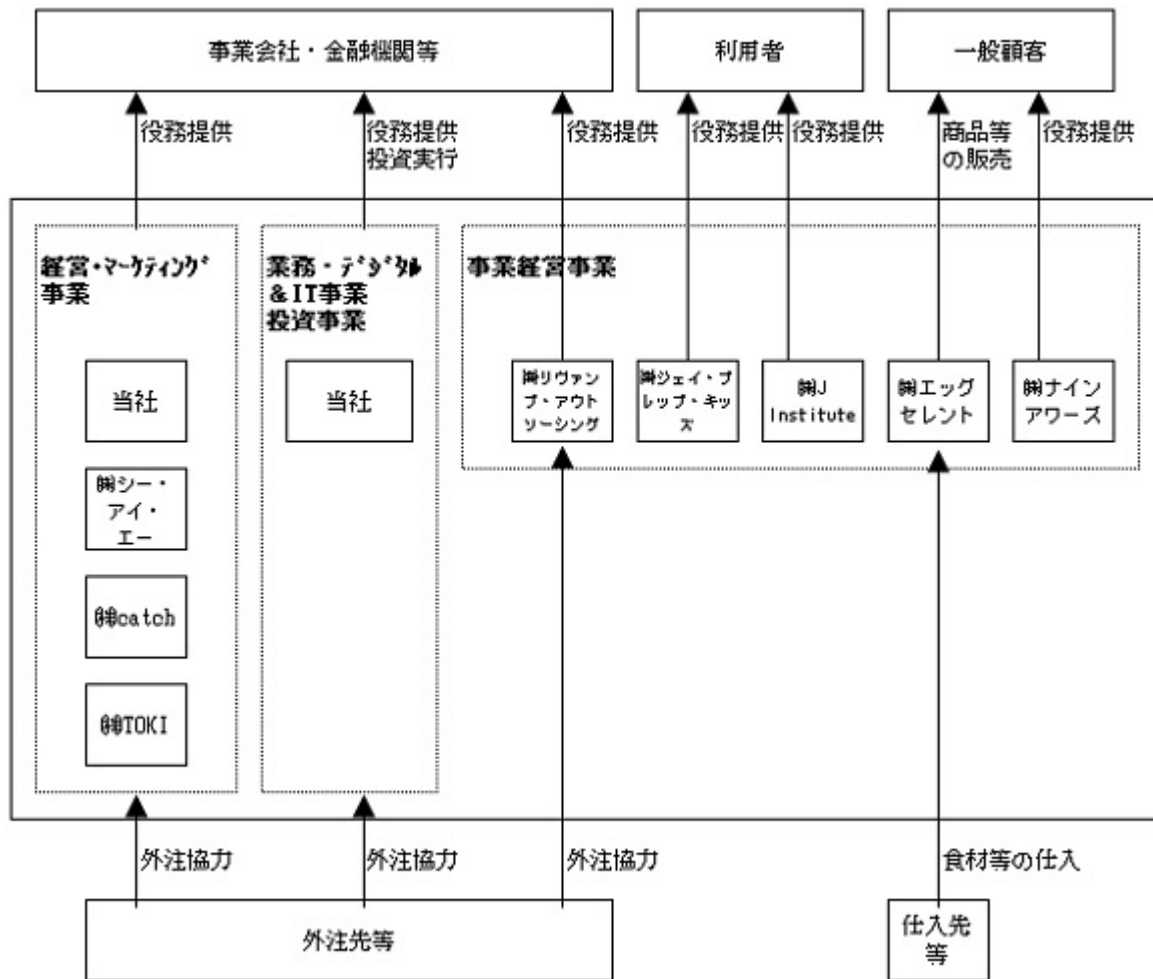 事業会社・金融機関等
利用者
一般顧客
役務提供
役務提供
投資実行
役務提供
役務提供
役務提供
商品等
の販売
役務提供
経営・ﾏｰｹﾃｨﾝｸﾞ
事業
業務・ﾃﾞｼﾞﾀﾙ
&IT事業
投資事業
事業経営事業
当社
㈱シー・
アイ・
エー
㈱catch
㈱TOKI
当社
㈱リヴァン
プ・アウト
ソーシング
㈱ジェイ・プ
レップ・キッ
ズ
㈱J
Institute
㈱エッグ
セレント
㈱ナイン
アワーズ
外注協力
外注協力
外注協力
食材等の仕入
外注先等
仕入先
等